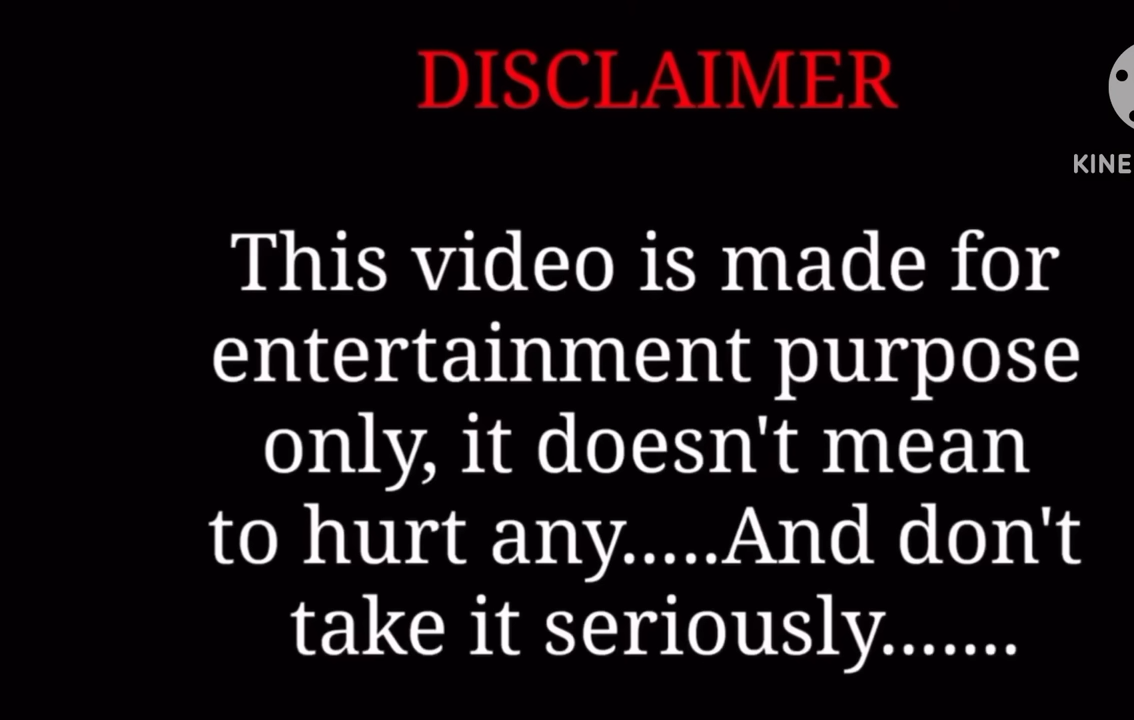 DISCLAIMER
KINE
This video is made for
entertainment purpose
only, it doesn't mean
to hurt any.....And don't
take it seriously.......